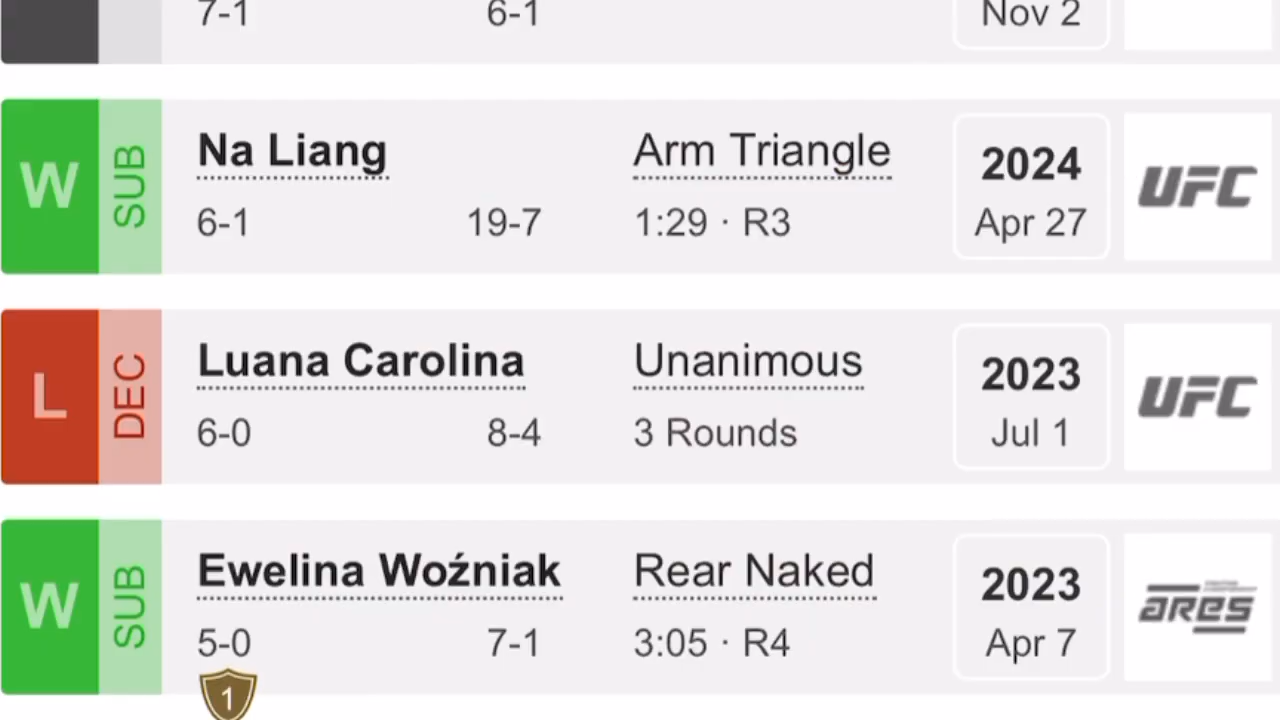 7-1 6-1 Nov 2
W SUB Na Liang Arm Triangle 2024 UFC
6-1 19-7 1:29 · R3 Apr 27
L DEC Luana Carolina Unanimous 2023 UFC
6-0 8-4 3 Rounds Jul 1
W SUB Ewelina Woźniak Rear Naked 2023 ARES
5-0 7-1 3:05 · R4 Apr 7
1